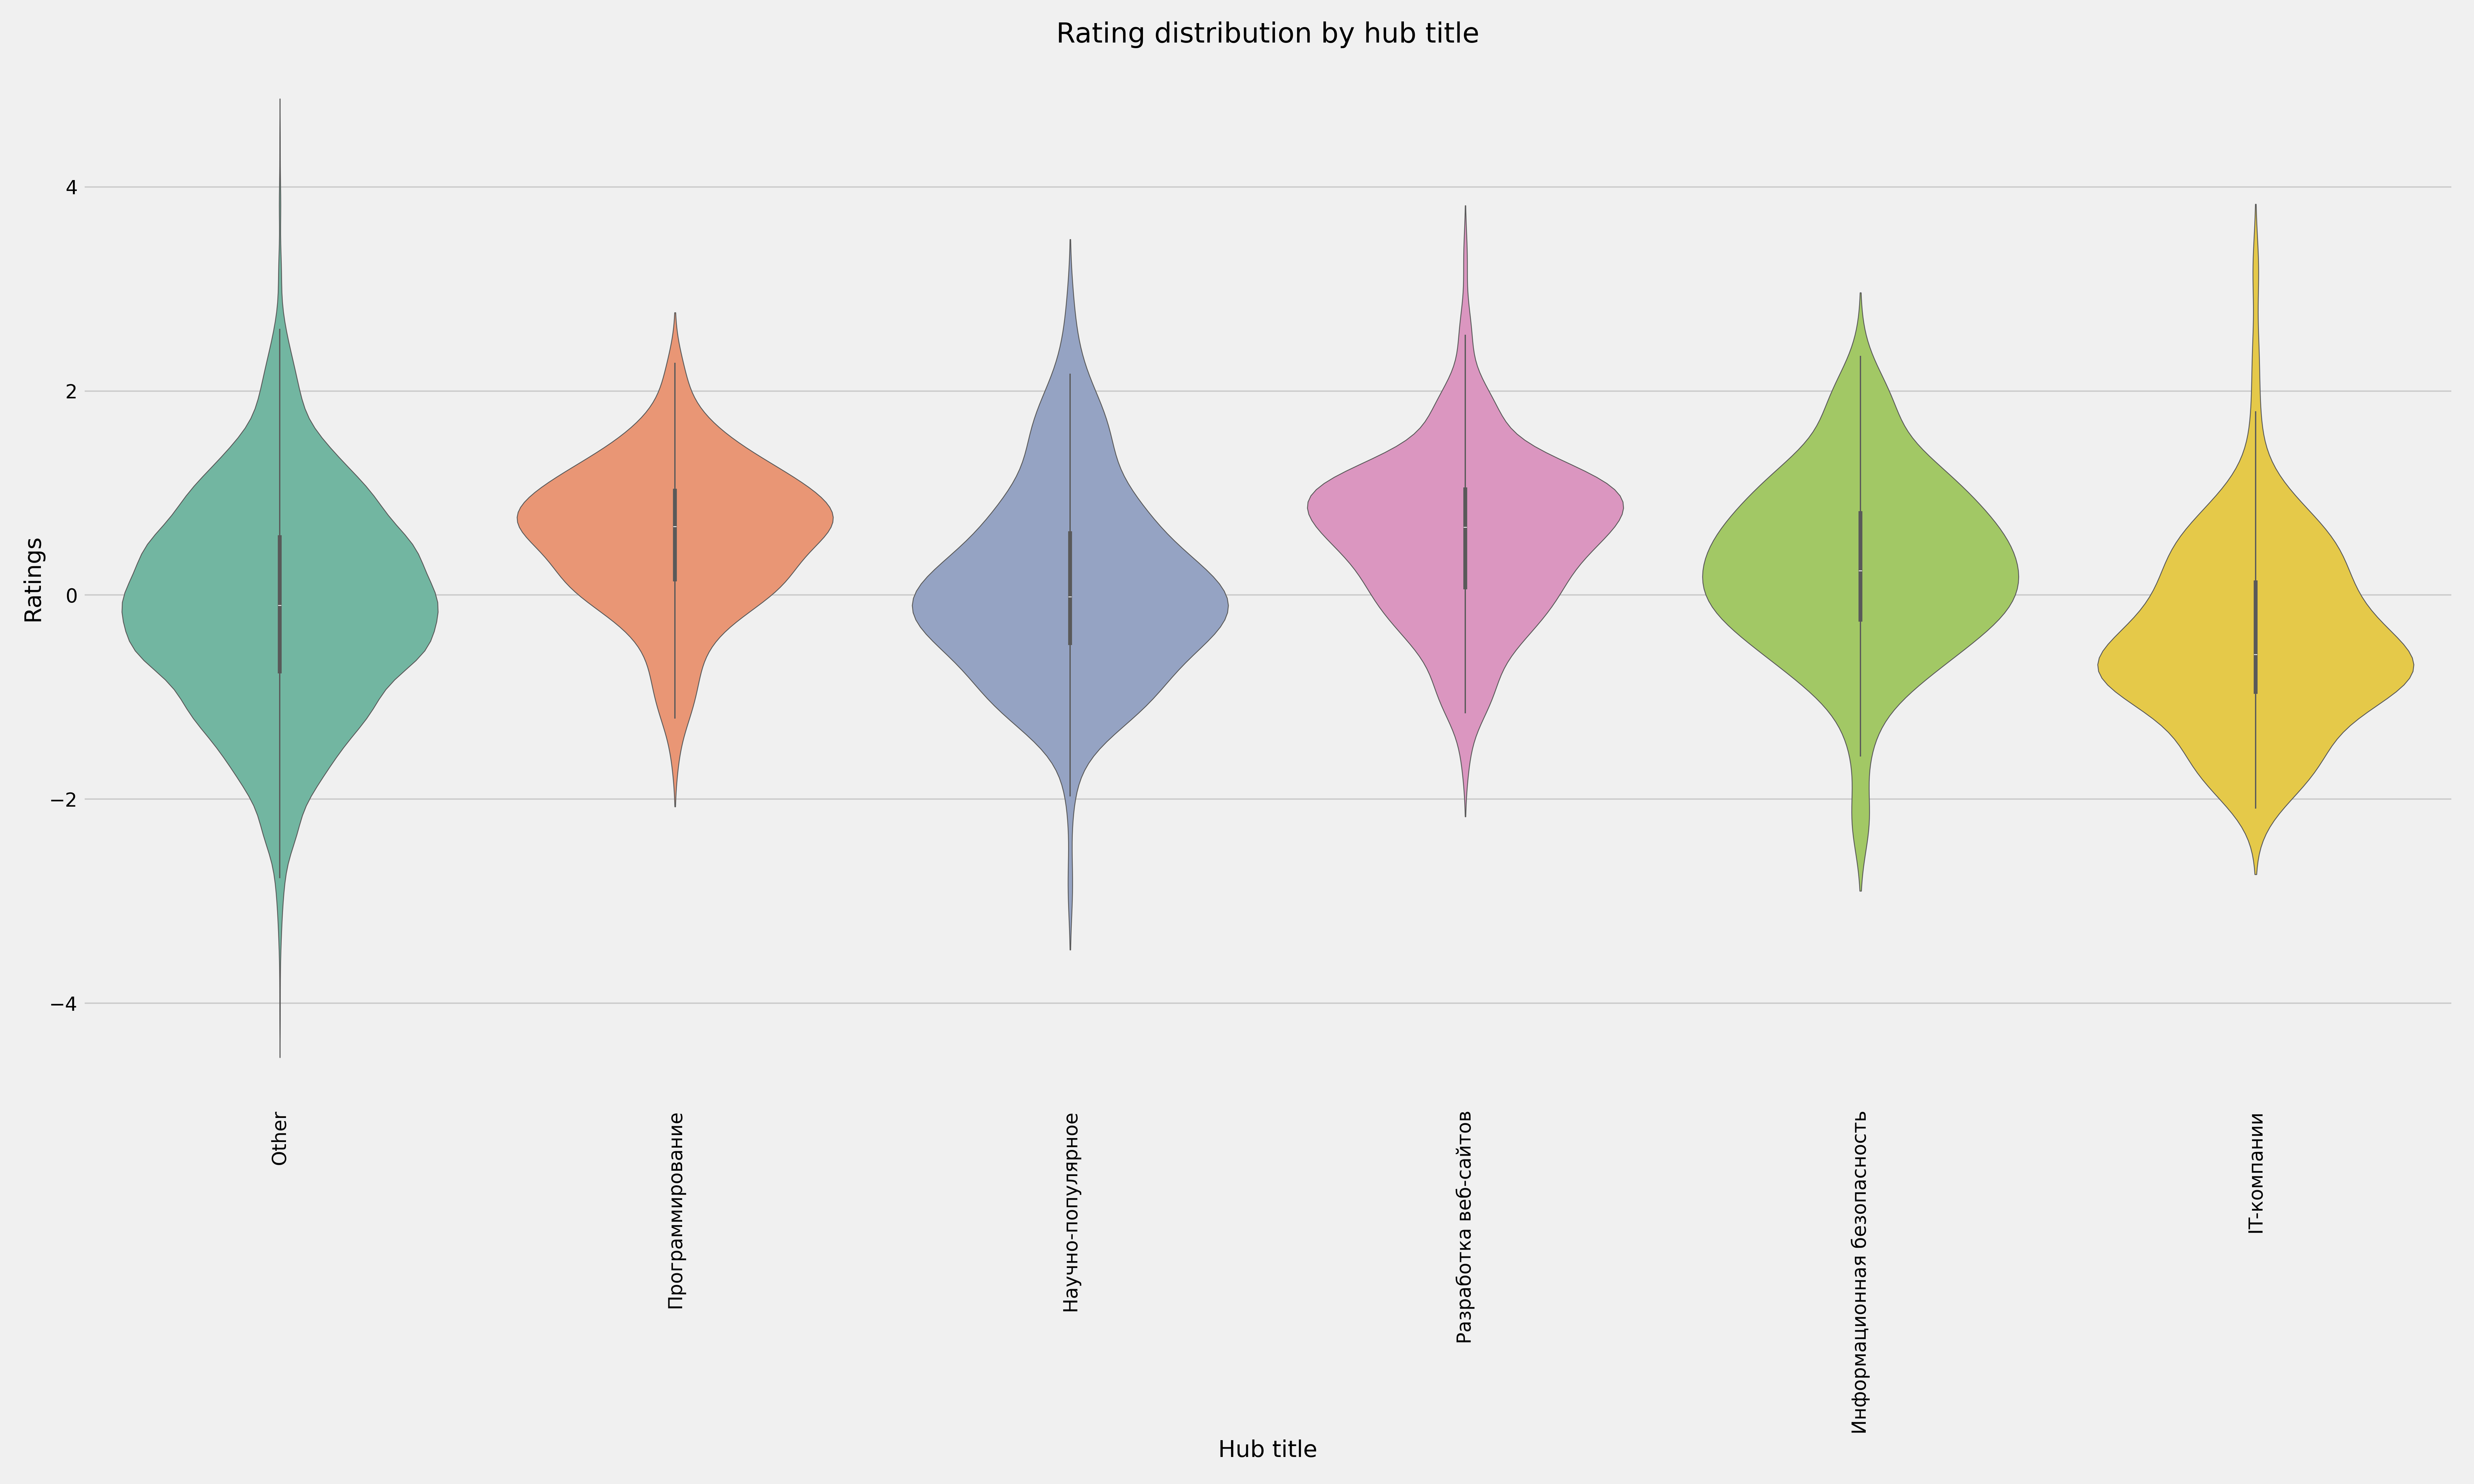 Rating distribution by hub title
Ratings
4
2
0
−2
−4
Other
Программирование
Научно-популярное
Разработка веб-сайтов
Информационная безопасность
IT-компании
Hub title